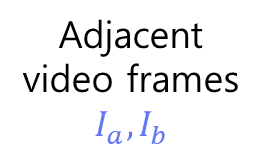 Adjacent
video frames
I_a, I_b